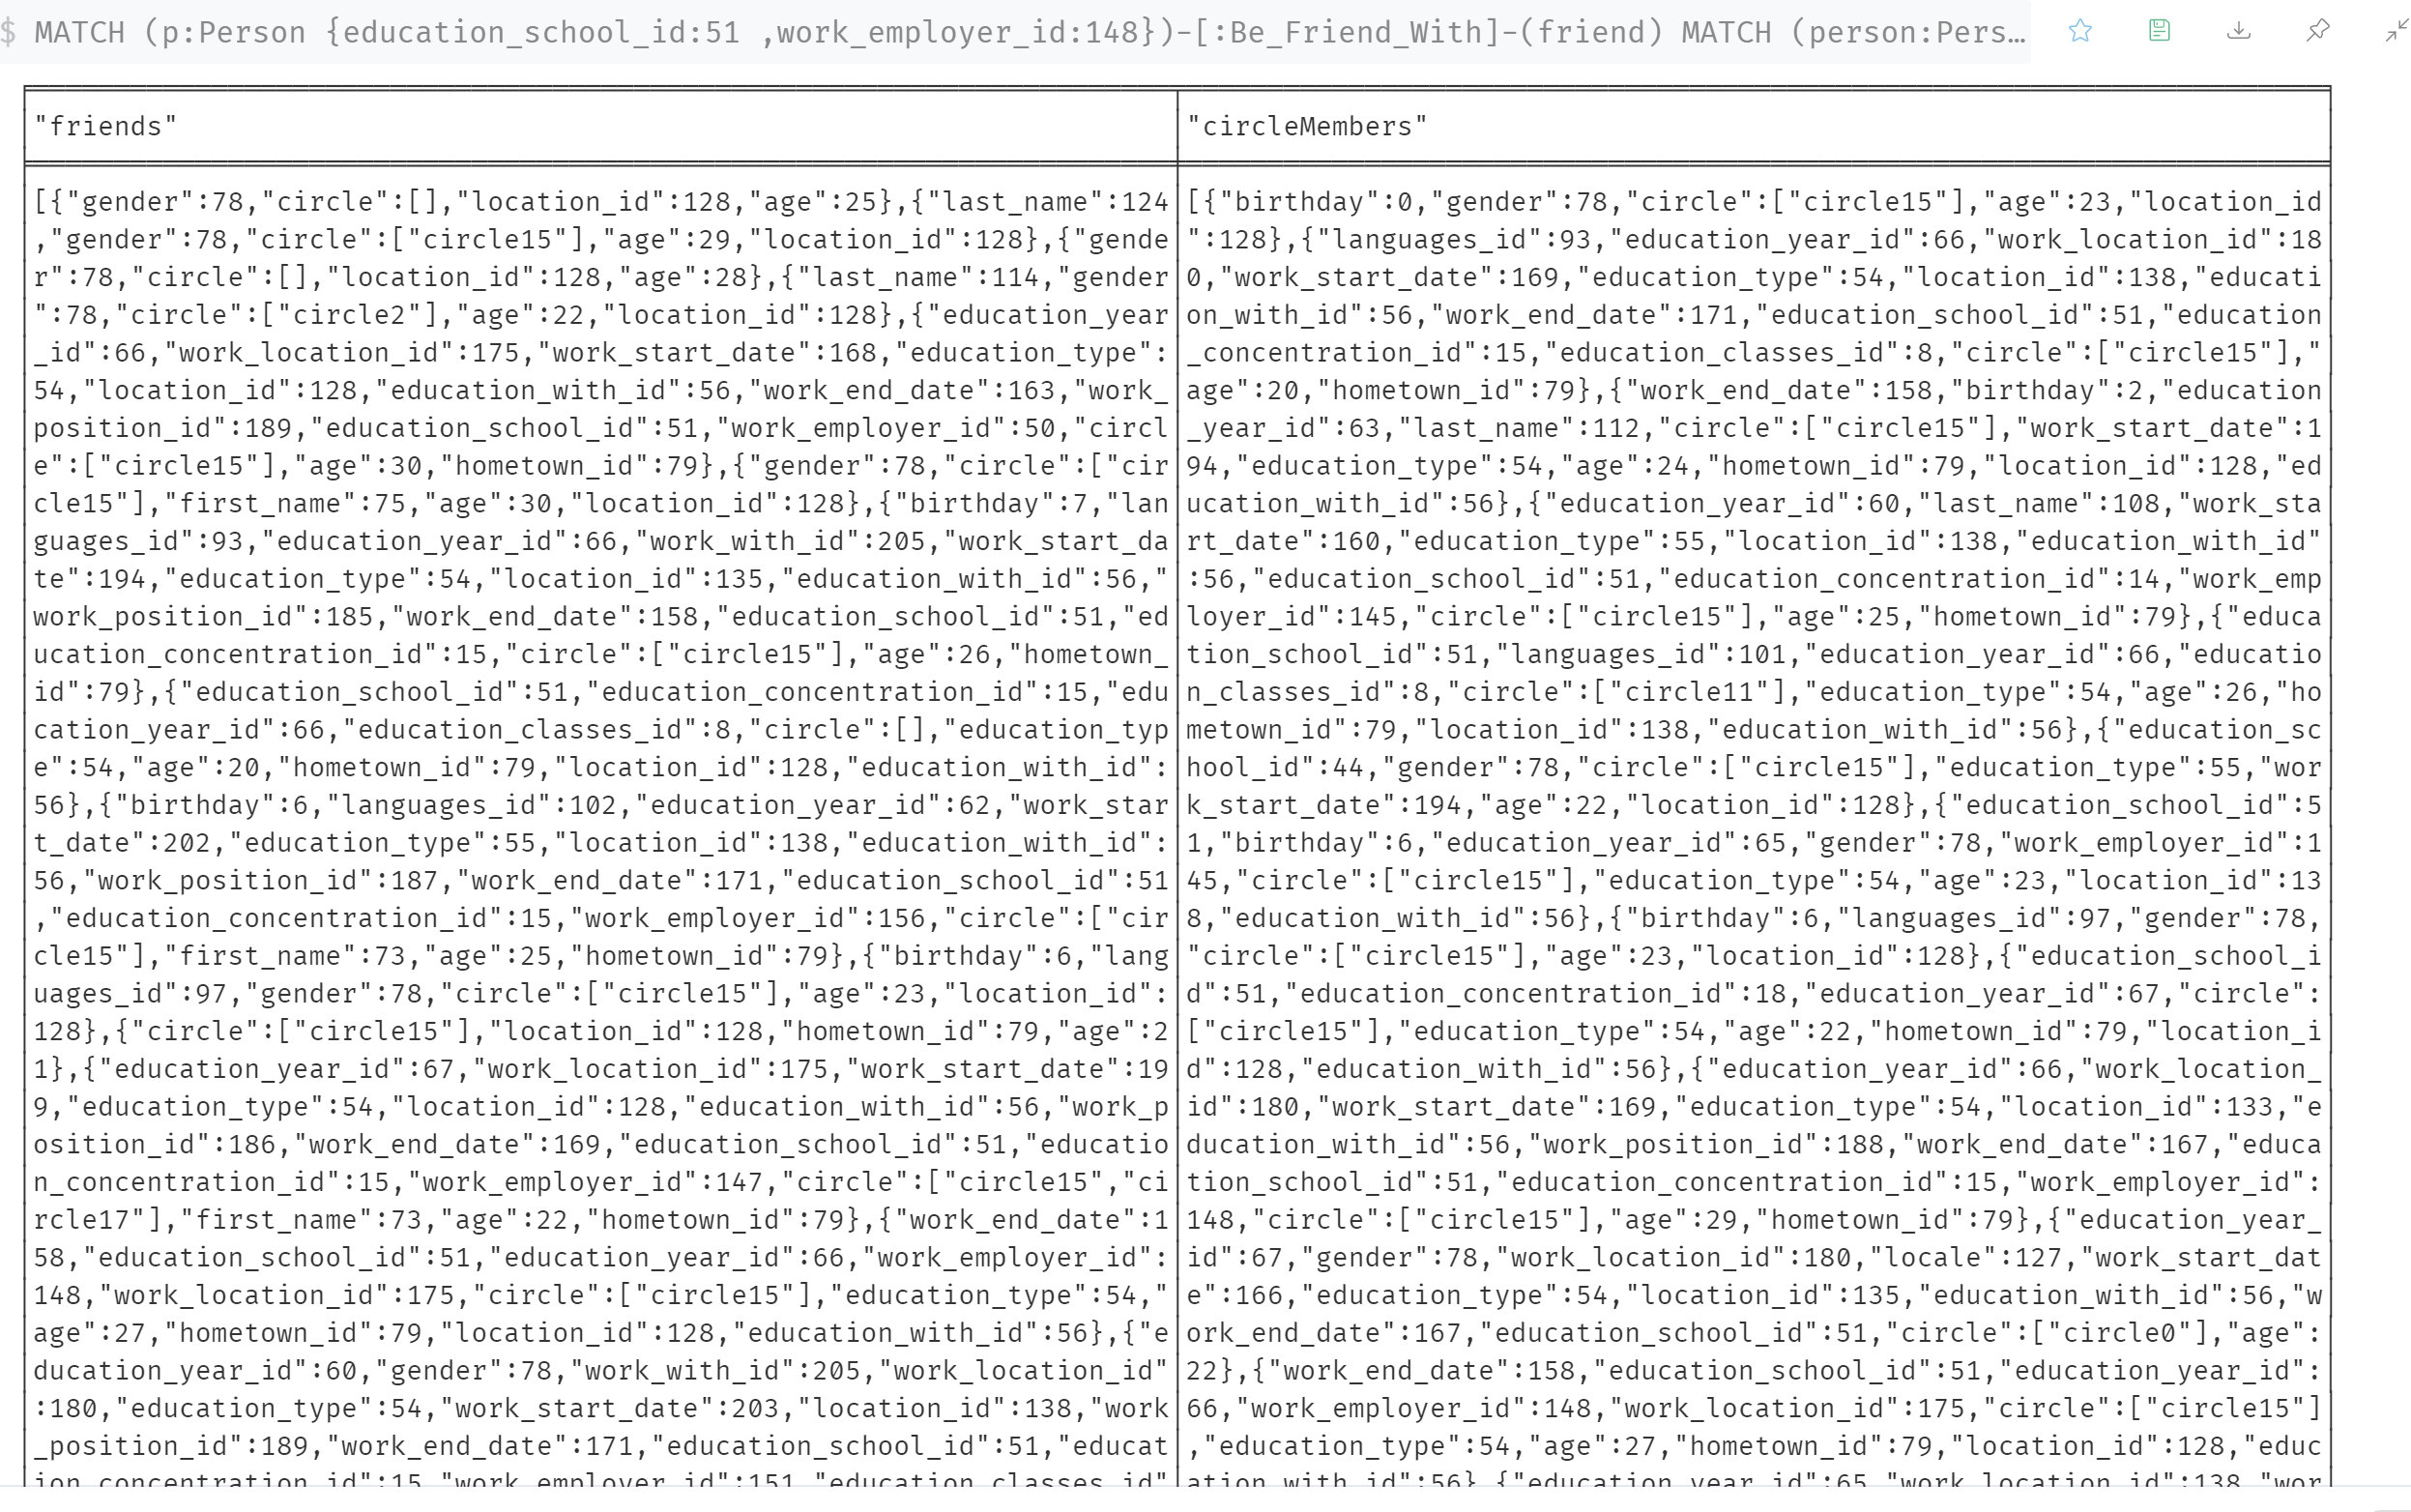 $ MATCH (p:Person {education_school_id:51 ,work_employer_id:148})-[:Be_Friend_With]-(friend) MATCH (person:Pers…
"friends"
[{"gender":78,"circle":[],"location_id":128,"age":25},{"last_name":124
,"gender":78,"circle":["circle15"],"age":29,"location_id":128},{"gende
r":78,"circle":[],"location_id":128,"age":28},{"last_name":114,"gender
":78,"circle":["circle2"],"age":22,"location_id":128},{"education_year
_id":66,"work_location_id":175,"work_start_date":168,"education_type":
54,"location_id":128,"education_with_id":56,"work_end_date":163,"work_
position_id":189,"education_school_id":51,"work_employer_id":50,"circl
e":["circle15"],"age":30,"hometown_id":79},{"gender":78,"circle":["cir
cle15"],"first_name":75,"age":30,"location_id":128},{"birthday":7,"lan
guages_id":93,"education_year_id":66,"work_with_id":205,"work_start_da
te":194,"education_type":54,"location_id":135,"education_with_id":56,"
work_position_id":185,"work_end_date":158,"education_school_id":51,"ed
ucation_concentration_id":15,"circle":["circle15"],"age":26,"hometown_
id":79},{"education_school_id":51,"education_concentration_id":15,"edu
cation_year_id":66,"education_classes_id":8,"circle":[],"education_typ
e":54,"age":20,"hometown_id":79,"location_id":128,"education_with_id":
56},{"birthday":6,"languages_id":102,"education_year_id":62,"work_star
t_date":202,"education_type":55,"location_id":138,"education_with_id":
56,"work_position_id":187,"work_end_date":171,"education_school_id":51
,"education_concentration_id":15,"work_employer_id":156,"circle":["cir
cle15"],"first_name":73,"age":25,"hometown_id":79},{"birthday":6,"lang
uages_id":97,"gender":78,"circle":["circle15"],"age":23,"location_id":
128},{"circle":["circle15"],"location_id":128,"hometown_id":79,"age":2
1},{"education_year_id":67,"work_location_id":175,"work_start_date":19
9,"education_type":54,"location_id":128,"education_with_id":56,"work_p
osition_id":186,"work_end_date":169,"education_school_id":51,"educatio
n_concentration_id":15,"work_employer_id":147,"circle":["circle15","ci
rcle17"],"first_name":73,"age":22,"hometown_id":79},{"work_end_date":1
58,"education_school_id":51,"education_year_id":66,"work_employer_id":
148,"work_location_id":175,"circle":["circle15"],"education_type":54,"
age":27,"hometown_id":79,"location_id":128,"education_with_id":56},{"e
ducation_year_id":60,"gender":78,"work_with_id":205,"work_location_id"
:180,"education_type":54,"work_start_date":203,"location_id":138,"work
_position_id":189,"work_end_date":171,"education_school_id":51,"educat
ion_concentration_id":15,"work_employer_id":151,"education_classes_id"
"circleMembers"
[{"birthday":0,"gender":78,"circle":["circle15"],"age":23,"location_id
":128},{"languages_id":93,"education_year_id":66,"work_location_id":18
0,"work_start_date":169,"education_type":54,"location_id":138,"educati
on_with_id":56,"work_end_date":171,"education_school_id":51,"education
_concentration_id":15,"education_classes_id":8,"circle":["circle15"],"
age":20,"hometown_id":79},{"work_end_date":158,"birthday":2,"education
_year_id":63,"last_name":112,"circle":["circle15"],"work_start_date":1
94,"education_type":54,"age":24,"hometown_id":79,"location_id":128,"ed
ucation_with_id":56},{"education_year_id":60,"last_name":108,"work_sta
rt_date":160,"education_type":55,"location_id":138,"education_with_id"
:56,"education_school_id":51,"education_concentration_id":14,"work_emp
loyer_id":145,"circle":["circle15"],"age":25,"hometown_id":79},{"educa
tion_school_id":51,"languages_id":101,"education_year_id":66,"educatio
n_classes_id":8,"circle":["circle11"],"education_type":54,"age":26,"ho
metown_id":79,"location_id":138,"education_with_id":56},{"education_sc
hool_id":44,"gender":78,"circle":["circle15"],"education_type":55,"wor
k_start_date":194,"age":22,"location_id":128},{"education_school_id":5
1,"birthday":6,"education_year_id":65,"gender":78,"work_employer_id":1
45,"circle":["circle15"],"education_type":54,"age":23,"location_id":13
8,"education_with_id":56},{"birthday":6,"languages_id":97,"gender":78,
"circle":["circle15"],"age":23,"location_id":128},{"education_school_i
d":51,"education_concentration_id":18,"education_year_id":67,"circle":
["circle15"],"education_type":54,"age":22,"hometown_id":79,"location_i
d":128,"education_with_id":56},{"education_year_id":66,"work_location_
id":180,"work_start_date":169,"education_type":54,"location_id":133,"e
ducation_with_id":56,"work_position_id":188,"work_end_date":167,"educa
tion_school_id":51,"education_concentration_id":15,"work_employer_id":
148,"circle":["circle15"],"age":29,"hometown_id":79},{"education_year_
id":67,"gender":78,"work_location_id":180,"locale":127,"work_start_dat
e":166,"education_type":54,"location_id":135,"education_with_id":56,"w
ork_end_date":167,"education_school_id":51,"circle":["circle0"],"age":
22},{"work_end_date":158,"education_school_id":51,"education_year_id":
66,"work_employer_id":148,"work_location_id":175,"circle":["circle15"]
,"education_type":54,"age":27,"hometown_id":79,"location_id":128,"educ
ation_with_id":56},{"education_year_id":65,"work_location_id":138,"wor